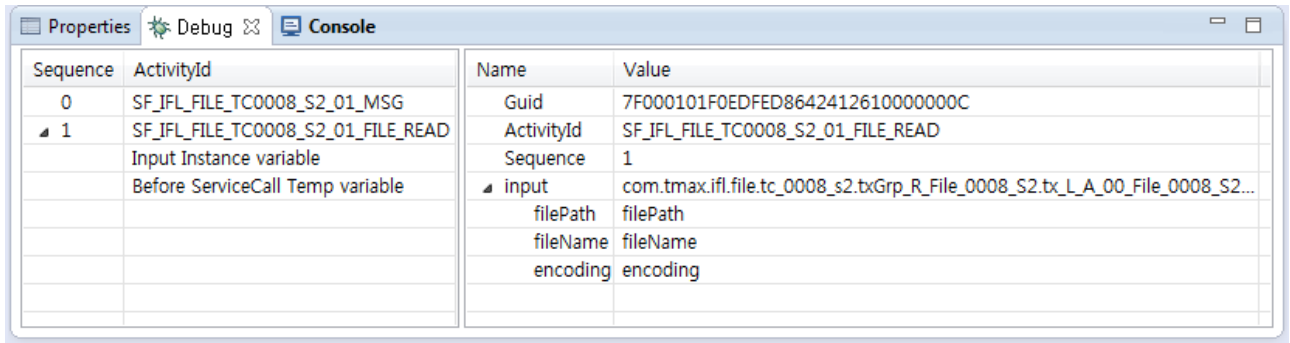 Properties Debug Console
Sequence ActivityId Name Value
0 SF_IFL_FILE_TC0008_S2_01_MSG Guid 7F000101F0EDFED8642412610000000C
1 SF_IFL_FILE_TC0008_S2_01_FILE_READ ActivityId SF_IFL_FILE_TC0008_S2_01_FILE_READ
Input Instance variable Sequence 1
Before ServiceCall Temp variable input com.tmax.ifl.file.tc_0008_s2.txGrp_R_File_0008_S2.tx_L_A_00_File_0008_S2...
filePath filePath
fileName fileName
encoding encoding